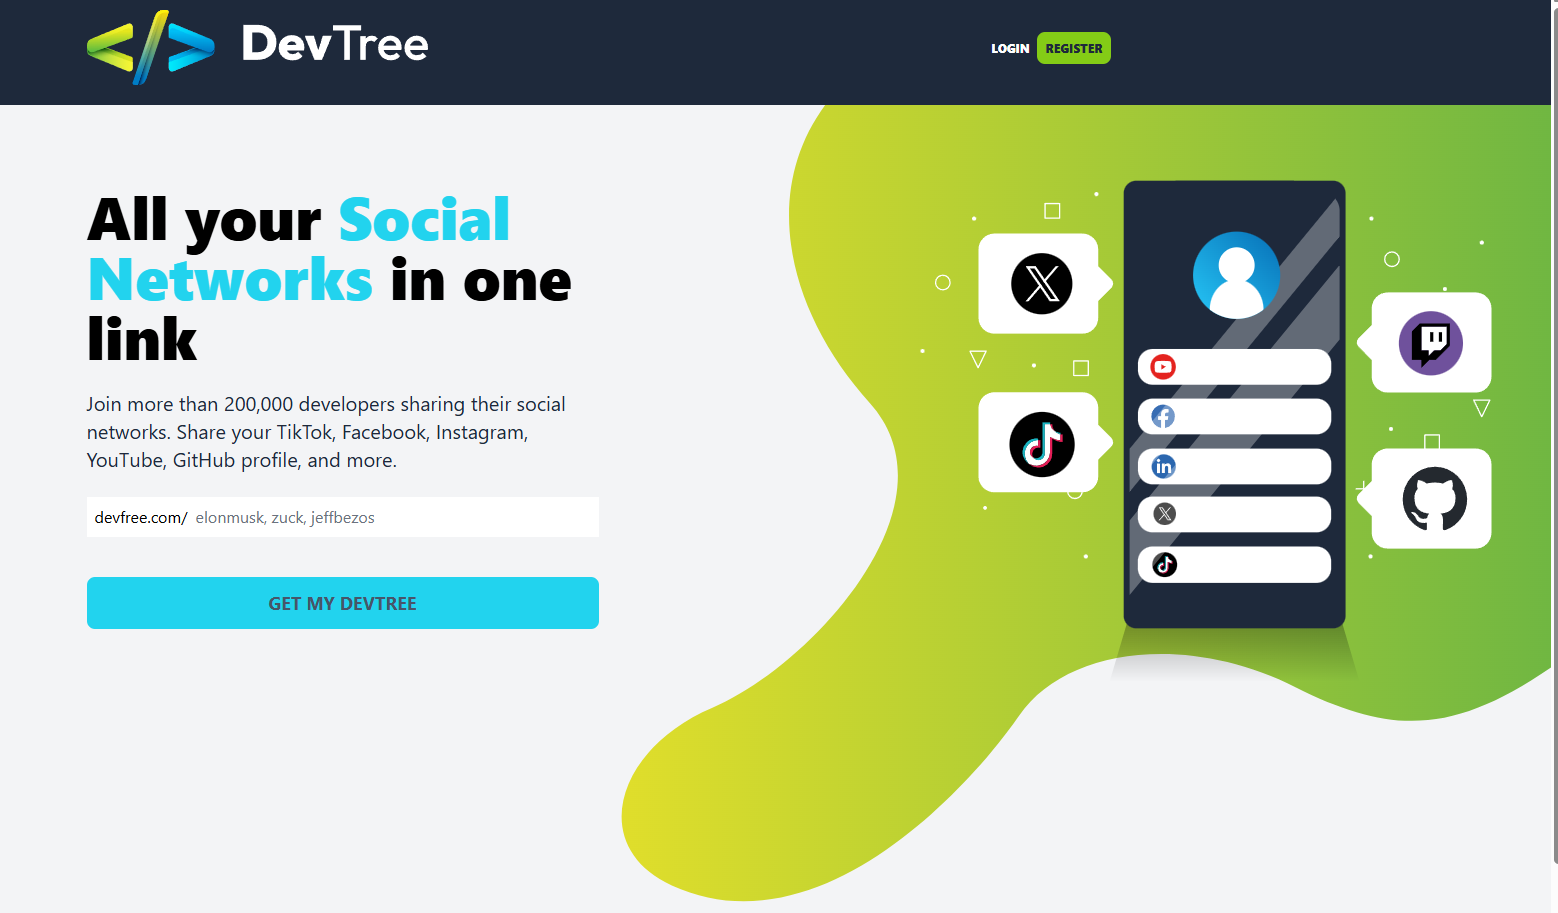 DevTree
LOGIN REGISTER
All your Social
Networks in one
link
Join more than 200,000 developers sharing their social
networks. Share your TikTok, Facebook, Instagram,
YouTube, GitHub profile, and more.
devfree.com/ elonmusk, zuck, jeffbezos
GET MY DEVTREE